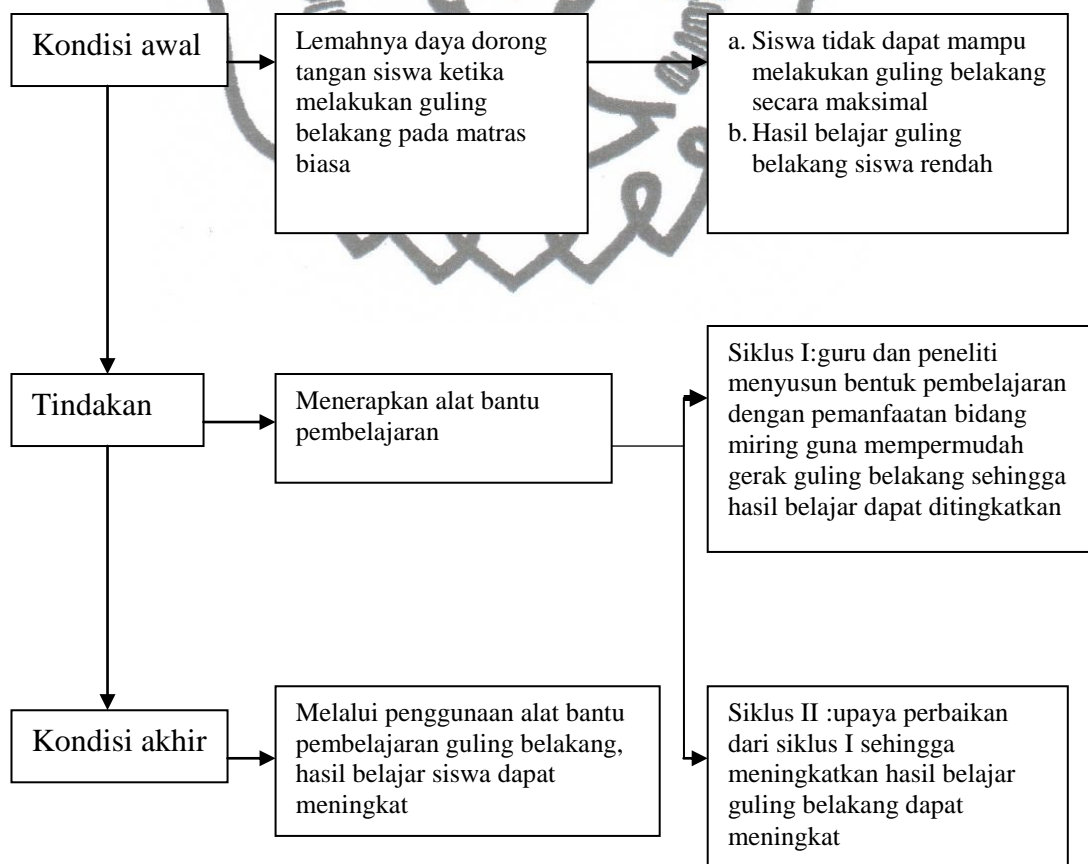 Kondisi awal
Lemahnya daya dorong
tangan siswa ketika
melakukan guling
belakang pada matras
biasa
a. Siswa tidak dapat mampu
melakukan guling belakang
secara maksimal
b. Hasil belajar guling
belakang siswa rendah
Tindakan
Menerapkan alat bantu
pembelajaran
Siklus I:guru dan peneliti
menyusun bentuk pembelajaran
dengan pemanfaatan bidang
miring guna mempermudah
gerak guling belakang sehingga
hasil belajar dapat ditingkatkan
Kondisi akhir
Melalui penggunaan alat bantu
pembelajaran guling belakang,
hasil belajar siswa dapat
meningkat
Siklus II :upaya perbaikan
dari siklus I sehingga
meningkatkan hasil belajar
guling belakang dapat
meningkat